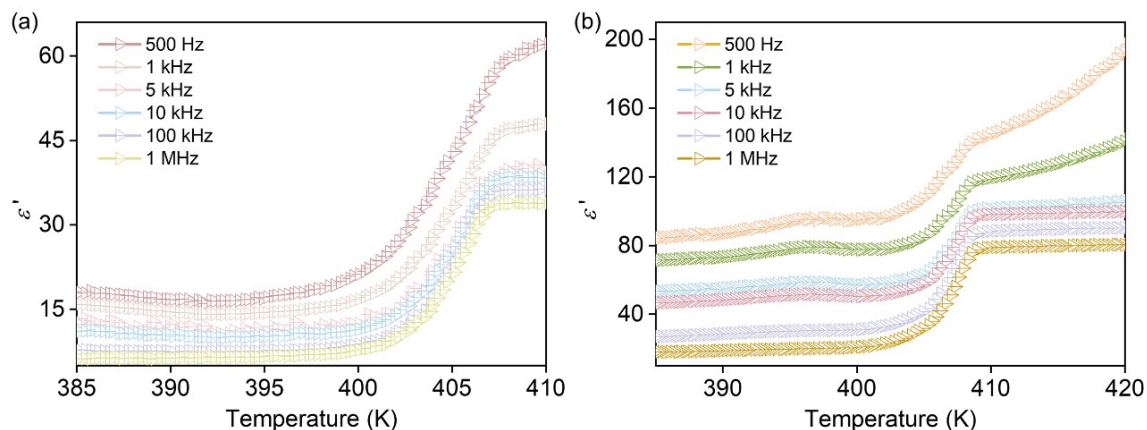 (a)
60
45
30
15
ε'
500 Hz
1 kHz
5 kHz
10 kHz
100 kHz
1 MHz
385 390 395 400 405 410
Temperature (K)
(b)
200
160
120
80
40
ε'
500 Hz
1 kHz
5 kHz
10 kHz
100 kHz
1 MHz
390 400 410 420
Temperature (K)